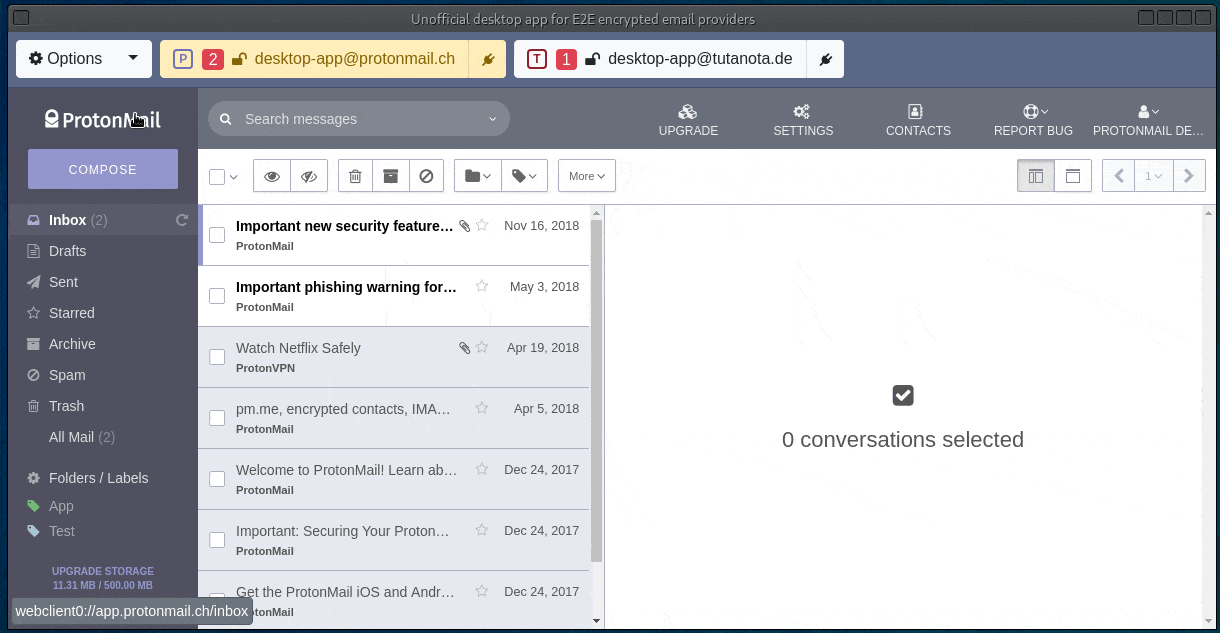 Unofficial desktop app for E2E encrypted email providers
Options
P 2 desktop-app@protonmail.ch
T 1 desktop-app@tutanota.de
ProtonMail
Search messages
UPGRADE
SETTINGS
CONTACTS
REPORT BUG
PROTONMAIL DE...
COMPOSE
More
1
Inbox (2)
Drafts
Sent
Starred
Archive
Spam
Trash
All Mail (2)
Folders / Labels
App
Test
UPGRADE STORAGE
11.31 MB / 500.00 MB
webclient0://app.protonmail.ch/inbox
Important new security feature... Nov 16, 2018
ProtonMail
Important phishing warning for... May 3, 2018
ProtonMail
Watch Netflix Safely Apr 19, 2018
ProtonVPN
pm.me, encrypted contacts, IMA... Apr 5, 2018
ProtonMail
Welcome to ProtonMail! Learn ab... Dec 24, 2017
ProtonMail
Important: Securing Your Proton... Dec 24, 2017
ProtonMail
Get the ProtonMail iOS and Andr... Dec 24, 2017
onMail
0 conversations selected